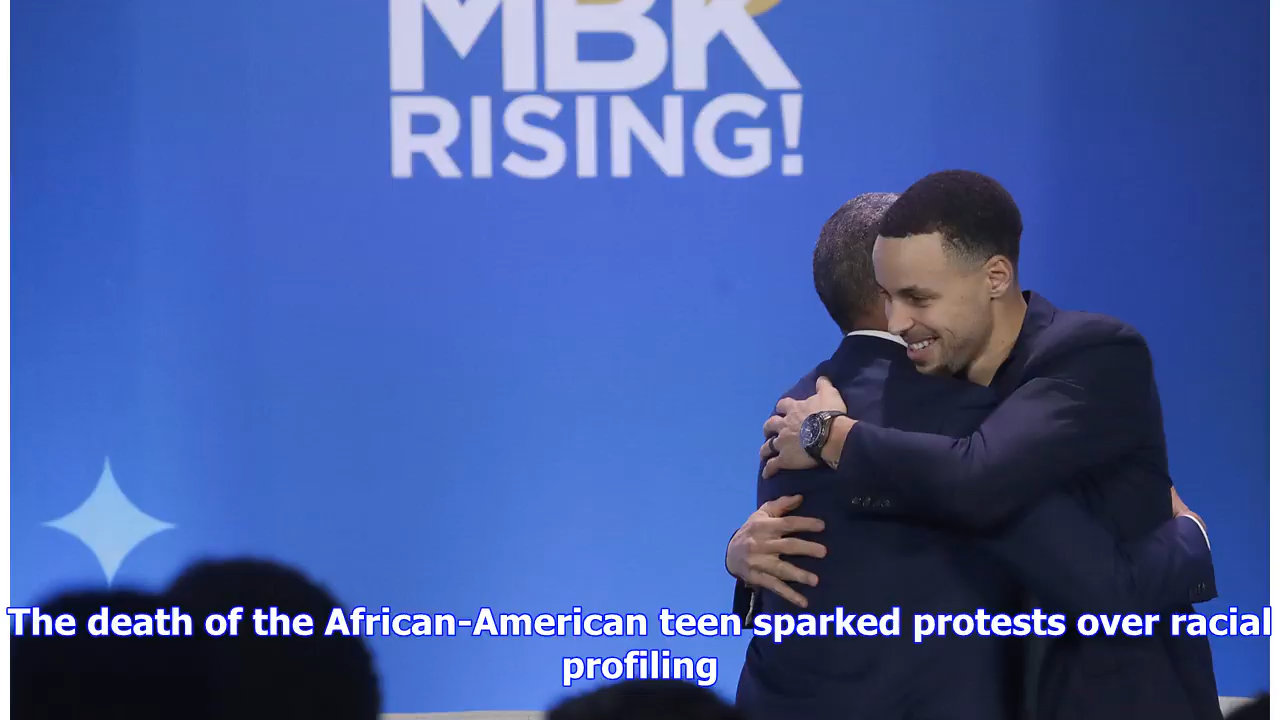 MBK
RISING!
The death of the African-American teen sparked protests over racial
profiling